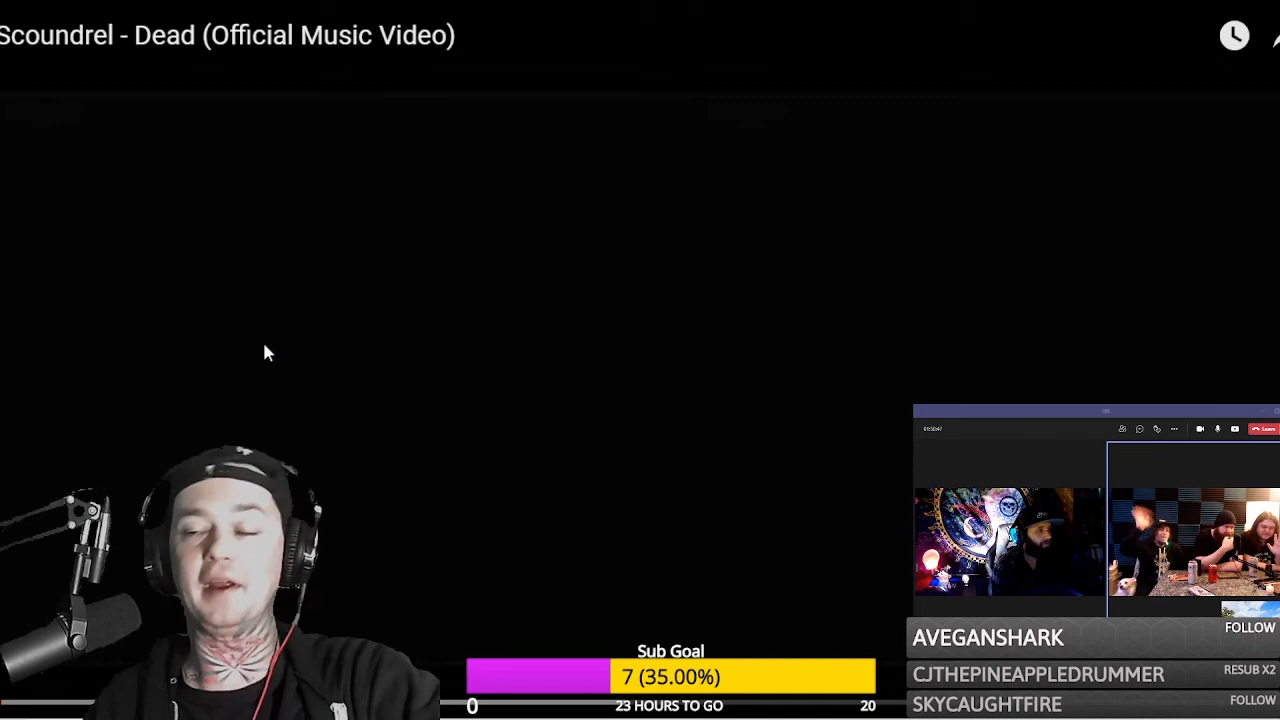 Scoundrel - Dead (Official Music Video)
Leave
Sub Goal
7 (35.00%)
0
23 HOURS TO GO
20
AVEGANSHARK
FOLLOW
CJTHEPINEAPPLEDRUMMER
RESUB X2
SKYCAUGHTFIRE
FOLLOW